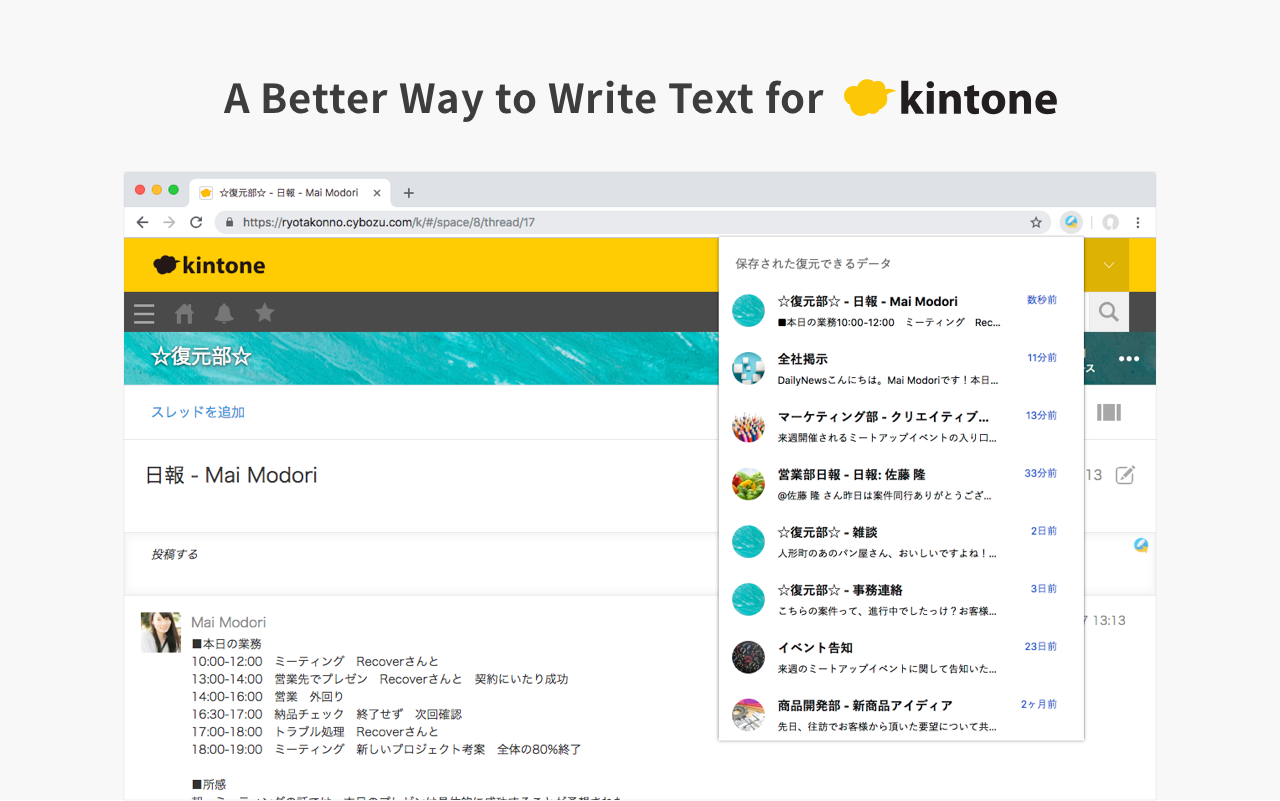 A Better Way to Write Text for kintone
☆復元部☆ - 日報 - Mai Modori
https://ryotakonno.cybozu.com/k/#/space/8/thread/17
kintone
保存された復元できるデータ
☆復元部☆ - 日報 - Mai Modori 数秒前
■本日の業務10:00-12:00　ミーティング　Rec...
全社掲示 11分前
DailyNewsこんにちは。Mai Modoriです！本日...
マーケティング部 - クリエイティブ... 13分前
来週開催されるミートアップイベントの入り口...
営業部日報 - 日報: 佐藤 隆 33分前
@佐藤 隆 さん昨日は案件同行ありがとうござ...
☆復元部☆ - 雑談 2日前
人形町のあのパン屋さん、おいしいですよね！...
☆復元部☆ - 事務連絡 3日前
こちらの案件って、進行中でしたっけ？お客様...
イベント告知 23日前
来週のミートアップイベントに関して告知いた...
商品開発部 - 新商品アイディア 2ヶ月前
先日、往訪でお客様から頂いた要望について共...
☆復元部☆
ス
スレッドを追加
日報 - Mai Modori
13
投稿する
Mai Modori
13:13
■本日の業務
10:00-12:00　ミーティング　Recoverさんと
13:00-14:00　営業先でプレゼン　Recoverさんと　契約にいたり成功
14:00-16:00　営業　外回り
16:30-17:00　納品チェック　終了せず　次回確認
17:00-18:00　トラブル処理　Recoverさんと
18:00-19:00　ミーティング　新しいプロジェクト考案　全体の80%終了
■所感